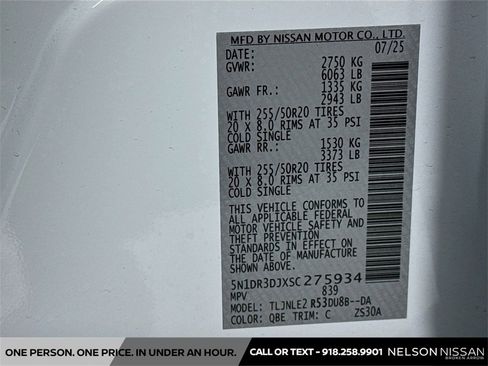 MFD BY NISSAN MOTOR CO., LTD.
DATE: 07/25
GVWR: 2750 KG
6063 LB
GAWR FR.: 1335 KG
2943 LB
WITH 255/50R20 TIRES
20 X 8.0 RIMS AT 35 PSI
COLD SINGLE
GAWR RR.: 1530 KG
3373 LB
WITH 255/50R20 TIRES
20 X 8.0 RIMS AT 35 PSI
COLD SINGLE
THIS VEHICLE CONFORMS TO
ALL APPLICABLE FEDERAL
MOTOR VEHICLE SAFETY AND
THEFT PREVENTION
STANDARDS IN EFFECT ON
THE DATE OF MANUFACTURE
SHOWN ABOVE.
5N1DR3DJXSC275934
MPV 839
MODEL: TLJNLE2 R53DU8B--DA
COLOR: QBE TRIM: C ZS30A
ONE PERSON. ONE PRICE. IN UNDER AN HOUR.
CALL OR TEXT - 918.258.9901
NELSON NISSAN
BROKEN ARROW